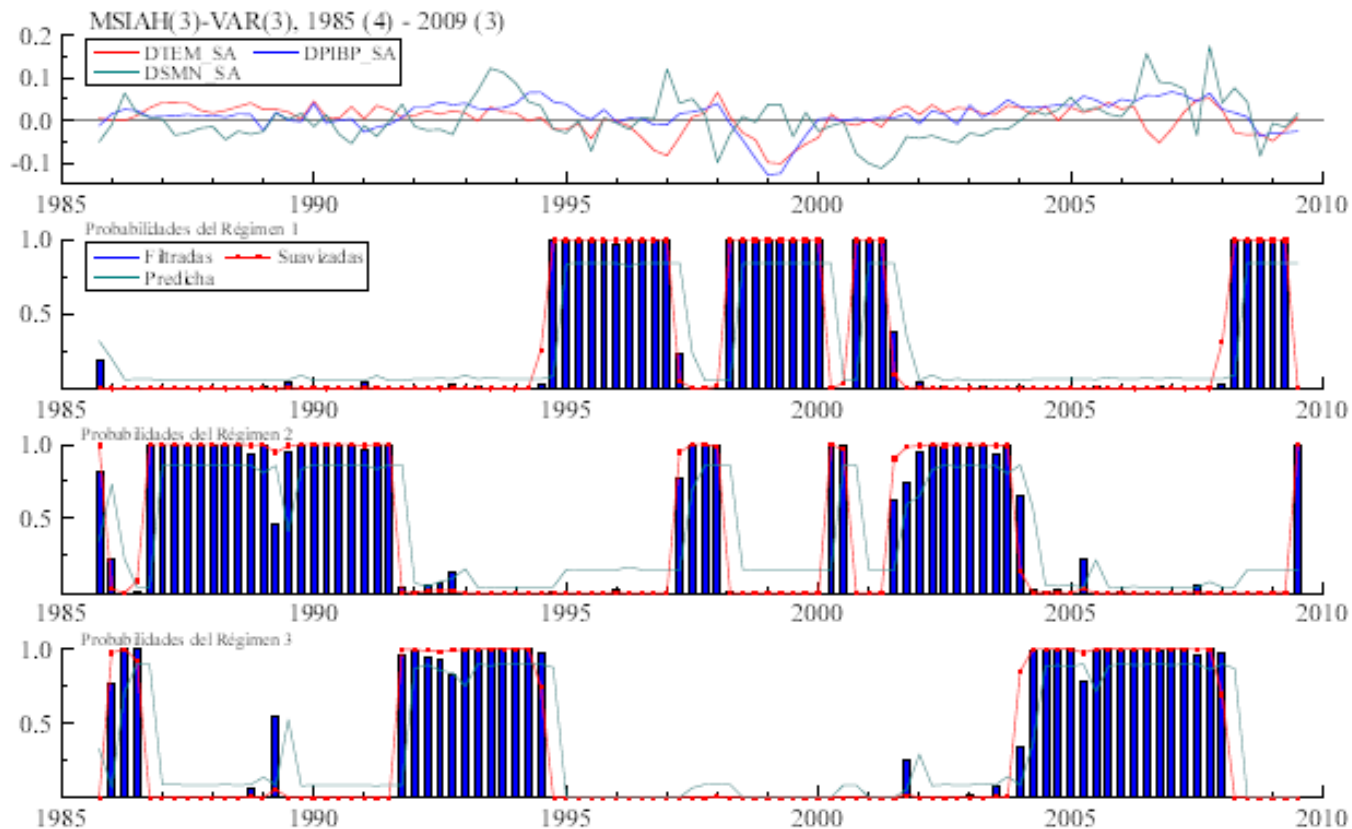 MSIAH(3)-VAR(3), 1985 (4) - 2009 (3)
DTEM_SA DPIBP_SA
DSMN_SA
0.2
0.1
0.0
-0.1
1985 1990 1995 2000 2005 2010
Probabilidades del Régimen 1
Filtradas Suavizadas
Predicha
1.0
0.5
1985 1990 1995 2000 2005 2010
Probabilidades del Régimen 2
1.0
0.5
1985 1990 1995 2000 2005 2010
Probabilidades del Régimen 3
1.0
0.5
1985 1990 1995 2000 2005 2010